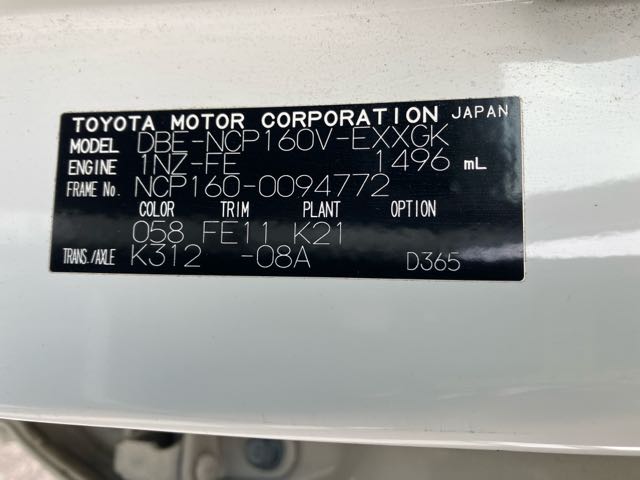 TOYOTA MOTOR CORPORATION JAPAN
MODEL DBE-NCP160V-EXXGK
ENGINE 1NZ-FE 1496 mL
FRAME No. NCP160-0094772
COLOR TRIM PLANT OPTION
058 FE11 K21
TRANS./AXLE K312 -08A D365